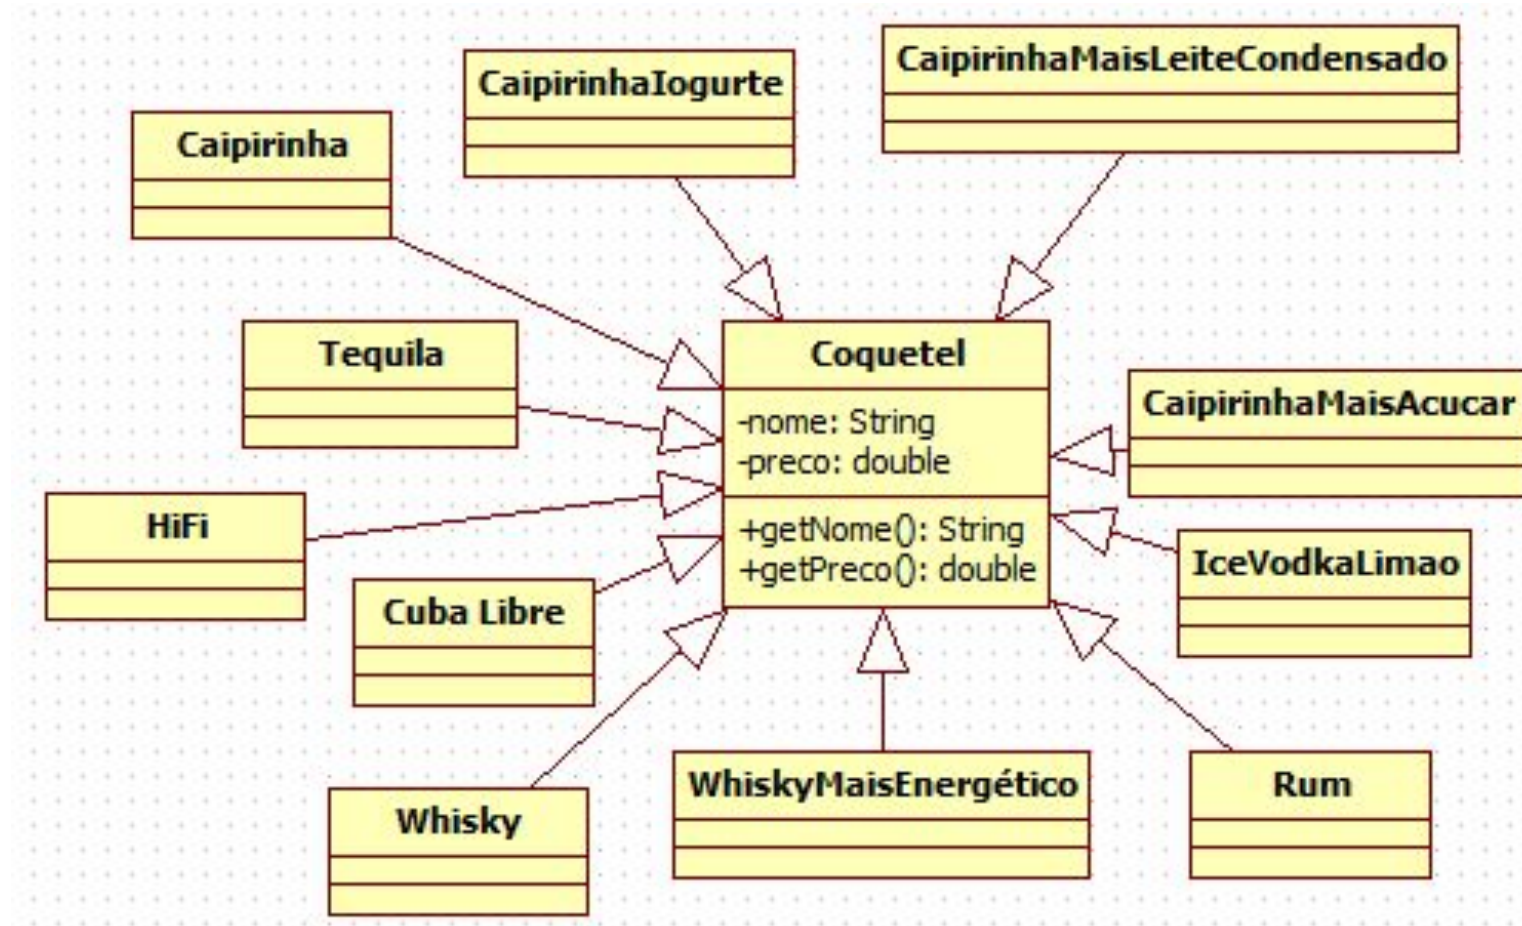 CaipirinhaMaisLeiteCondensado
CaipirinhaIogurte
Caipirinha
Tequila
Coquetel
-nome: String
-preco: double
+getNome(): String
+getPreco(): double
CaipirinhaMaisAcucar
HiFi
IceVodkaLimao
Cuba Libre
WhiskyMaisEnergético
Rum
Whisky